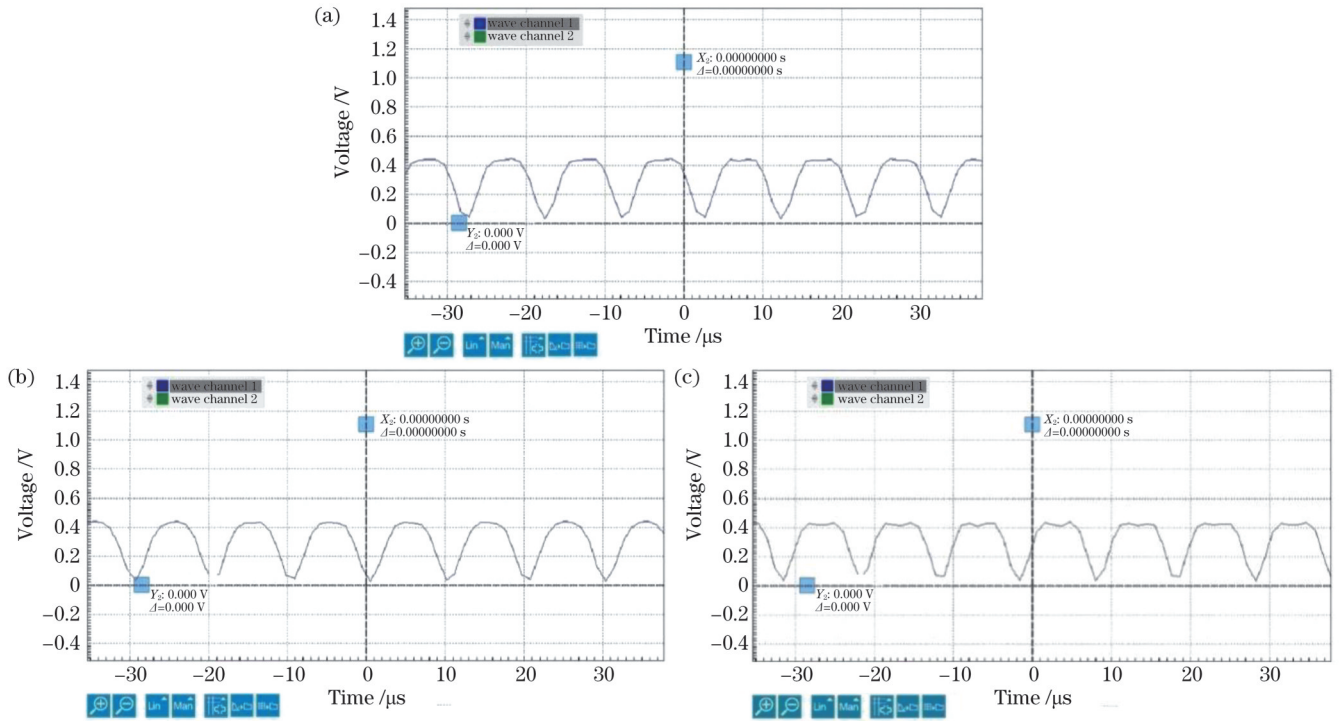 (a)
wave channel 1
wave channel 2
X₂: 0.00000000 s
Δ=0.00000000 s
Y₂: 0.000 V
Δ=0.000 V
Voltage /V
1.4
1.2
1.0
0.8
0.6
0.4
0.2
0
−0.2
−0.4
−30 −20 −10 0 10 20 30
Time /μs
Lin Man
(b)
wave channel 1
wave channel 2
X₂: 0.00000000 s
Δ=0.00000000 s
Y₂: 0.000 V
Δ=0.000 V
Voltage /V
1.4
1.2
1.0
0.8
0.6
0.4
0.2
0
−0.2
−0.4
−30 −20 −10 0 10 20 30
Time /μs
Lin Man
(c)
wave channel 1
wave channel 2
X₂: 0.00000000 s
Δ=0.00000000 s
Y₂: 0.000 V
Δ=0.000 V
Voltage /V
1.4
1.2
1.0
0.8
0.6
0.4
0.2
0
−0.2
−0.4
−30 −20 −10 0 10 20 30
Time /μs
Lin Man